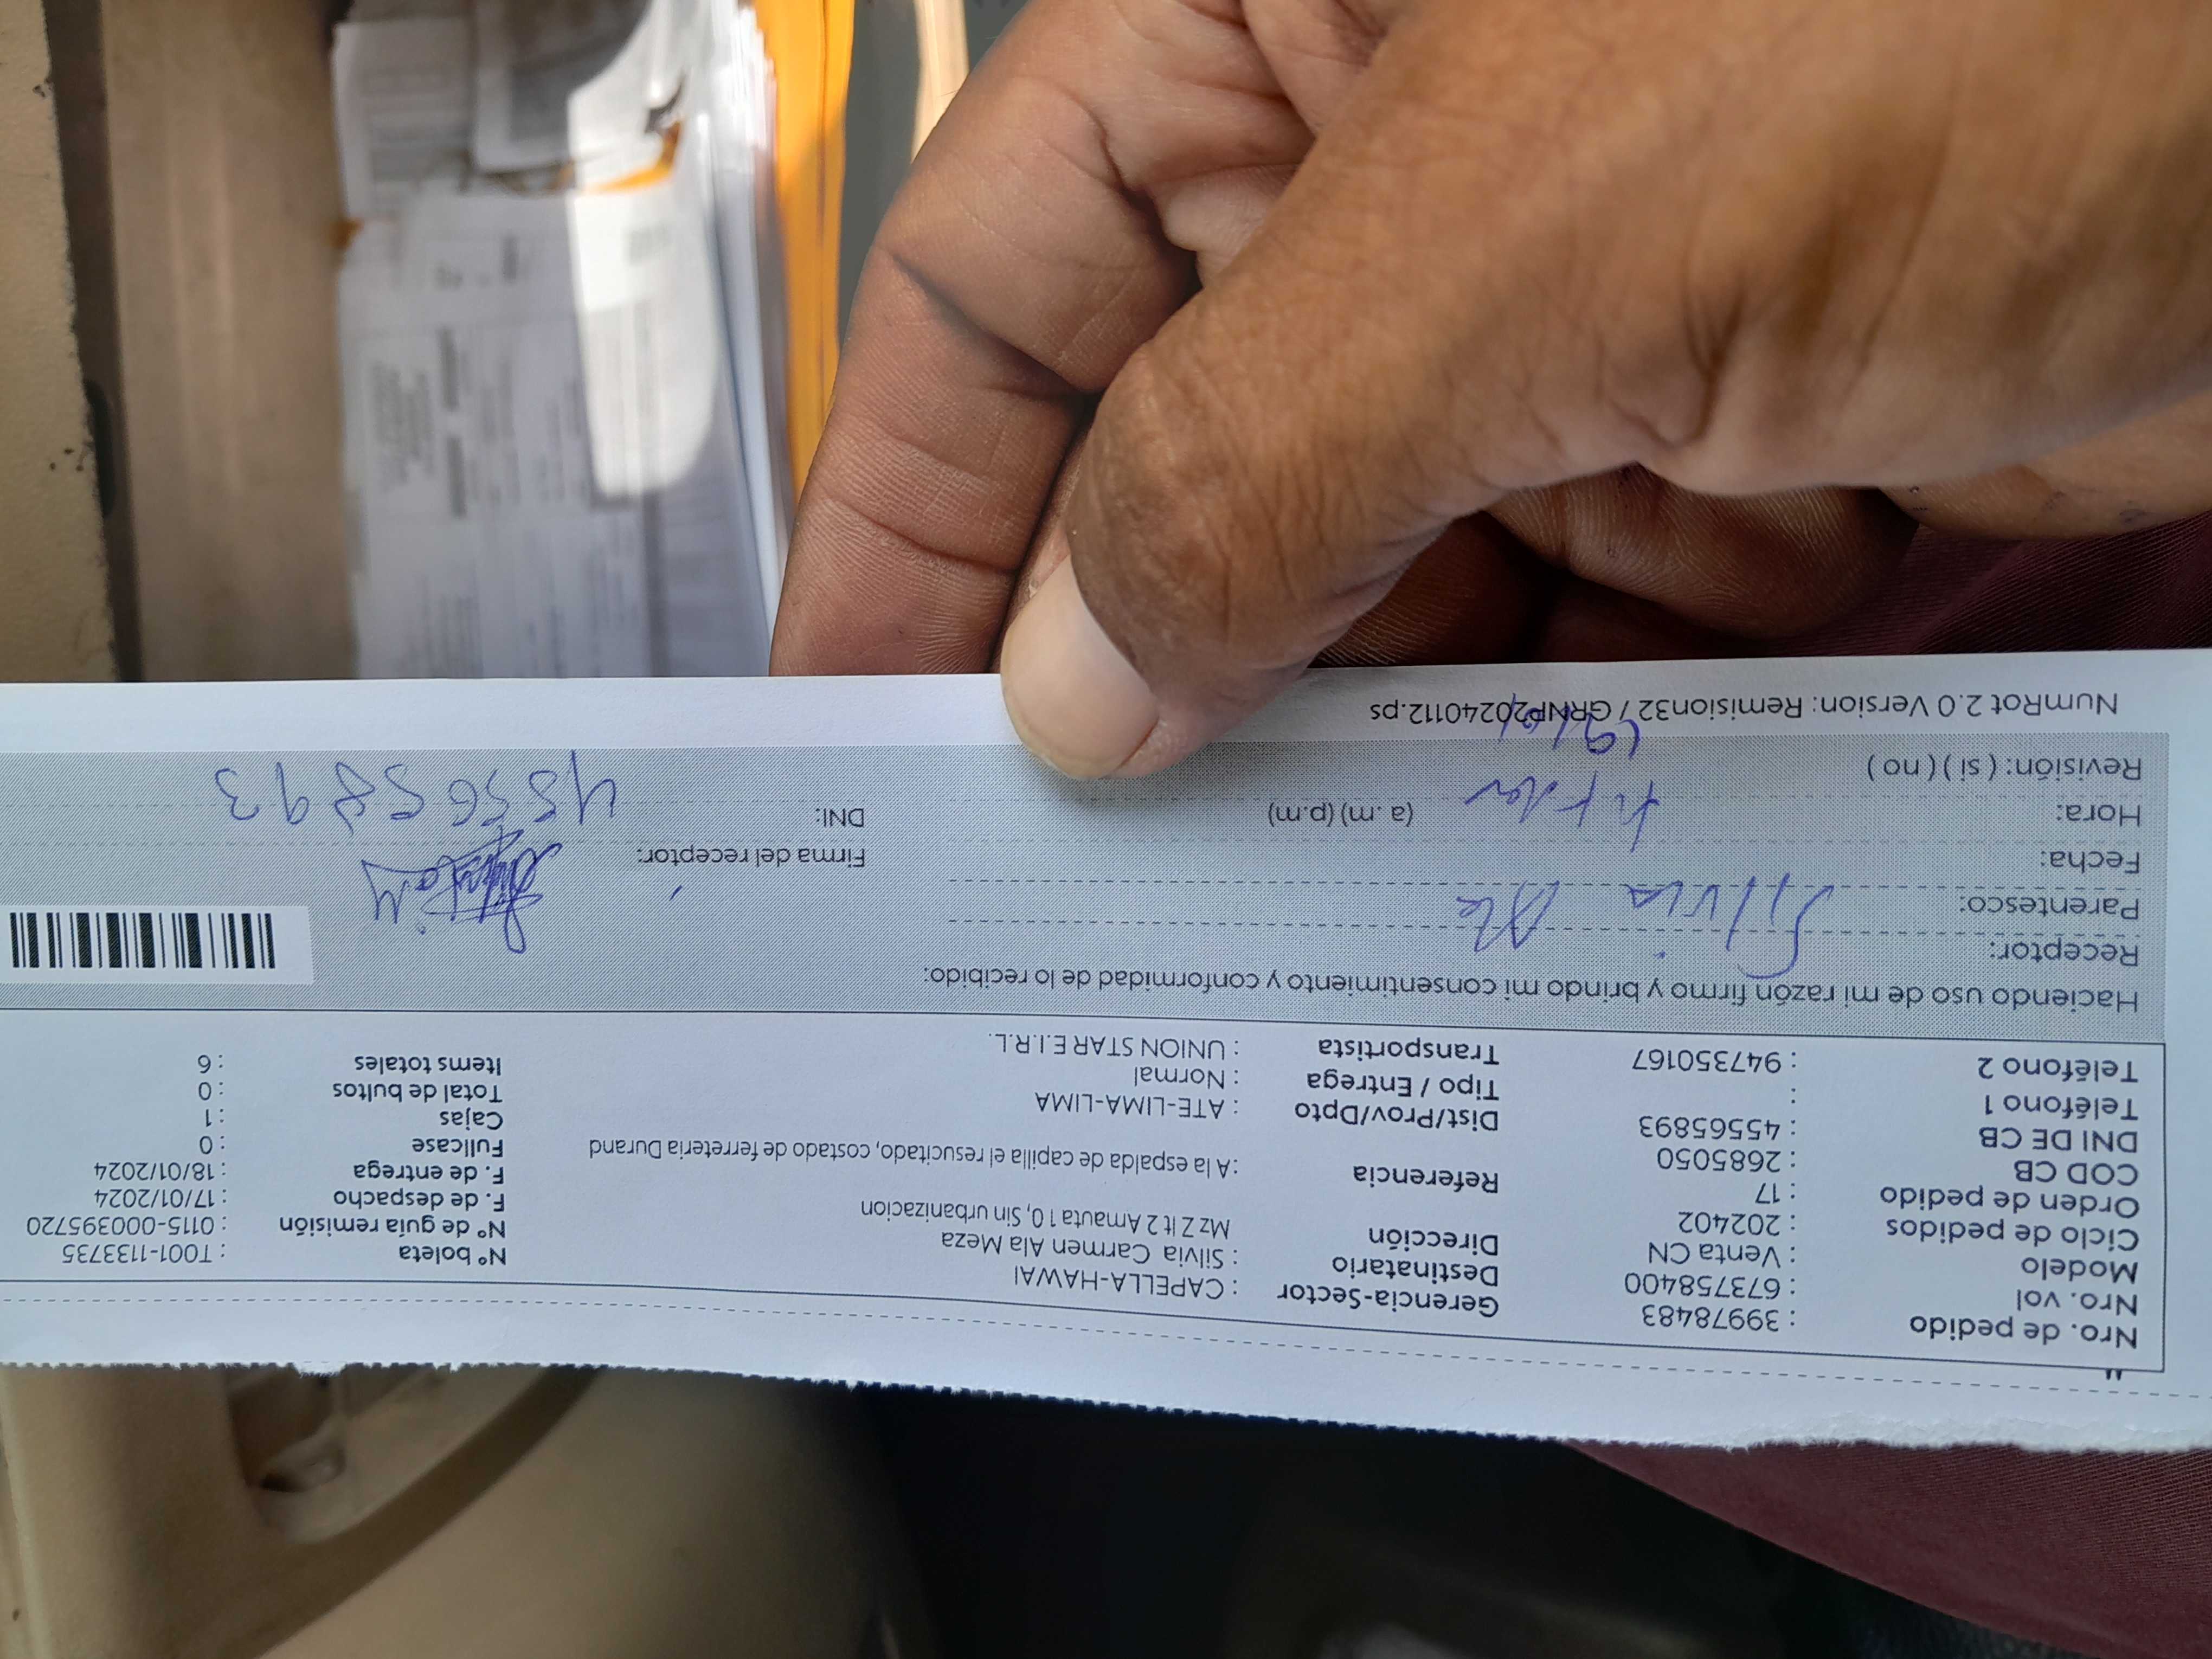 Nro. de pedido : 39978483
Nro. vol : 673758400
Modelo : Venta CN
Ciclo de pedidos : 202402
Orden de pedido : 17
COD CB : 2685050
DNI DE CB : 45565893
Teléfono 1 :
Teléfono 2 : 947350167
Gerencia-Sector : CAPELLA-HAWAI
Destinatario : Silvia Carmen Ala Meza
Dirección Mz Z lt 2 Amauta 1 0, Sin urbanizacion
Referencia : A la espalda de capilla el resucitado, costado de ferreteria Durand
Dist/Prov/Dpto : ATE-LIMA-LIMA
Tipo / Entrega : Normal
Transportista : UNION STAR E.I.R.L.
N° boleta : T001-1133735
N° de guía remisión : 0115-000395720
F. de despacho : 17/01/2024
F. de entrega : 18/01/2024
Fullcase : 0
Cajas : 1
Total de bultos : 0
Items totales : 6
Haciendo uso de mi razón firmo y brindo mi consentimiento y conformidad de lo recibido:
Receptor: Silvia Ala
Parentesco:
Fecha:
Hora: (a. m) (p.m)
Revisión: ( si ) ( no )
Firma del receptor:
DNI: 45565893
NumRot 2.0 Version: Remision32 / GRNP20240112.ps